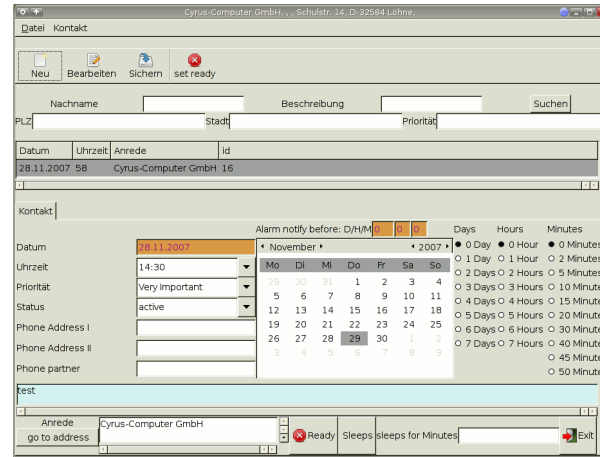 Cyrus-Computer GmbH, , , Schulstr. 14, D-32584 Löhne.
Datei Kontakt
Neu Bearbeiten Sichern set ready
Nachname Beschreibung Suchen
PLZ Stadt Priorität
Datum Uhrzeit Anrede id
28.11.2007 58 Cyrus-Computer GmbH 16
Kontakt
Alarm notify before: D/H/M 0 0 0 Days Hours Minutes
Datum 28.11.2007
Uhrzeit 14:30
Priorität Very Important
Status active
Phone Address I
Phone Address II
Phone partner
November 2007
Mo Di Mi Do Fr Sa So
29 30 31 1 2 3 4
5 6 7 8 9 10 11
12 13 14 15 16 17 18
19 20 21 22 23 24 25
26 27 28 29 30 1 2
3 4 5 6 7 8 9
0 Day 0 Hour 0 Minutes
1 Day 1 Hour 2 Minutes
2 Days 2 Hours 5 Minutes
3 Days 3 Hours 10 Minute
4 Days 4 Hours 15 Minute
5 Days 5 Hours 20 Minute
6 Days 6 Hours 30 Minute
7 Days 7 Hours 40 Minute
45 Minute
50 Minute
test
Anrede Cyrus-Computer GmbH
go to address
Ready Sleeps sleeps for Minutes Exit